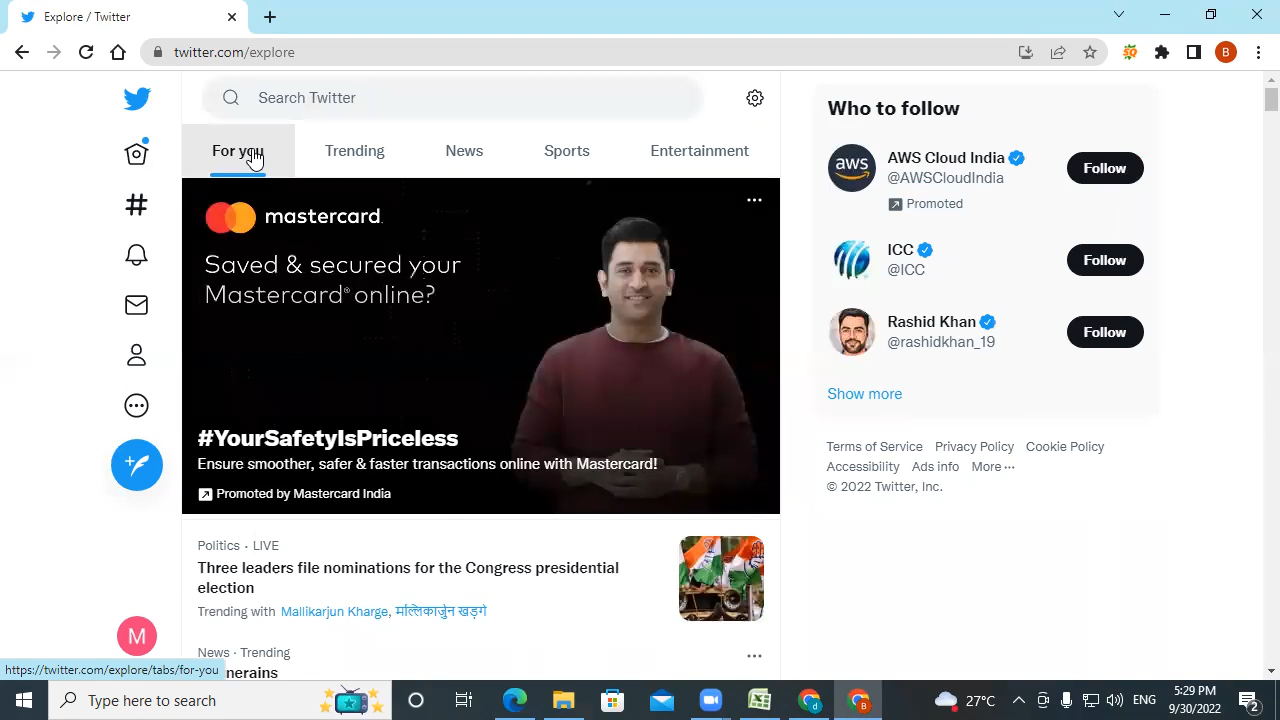 Explore / Twitter
twitter.com/explore
B
Search Twitter
For you
Trending
News
Sports
Entertainment
mastercard.
Saved & secured your
Mastercard® online?
#YourSafetyIsPriceless
Ensure smoother, safer & faster transactions online with Mastercard!
Promoted by Mastercard India
Politics · LIVE
Three leaders file nominations for the Congress presidential
election
Trending with Mallikarjun Kharge, मल्लिकार्जुन खड़गे
News · Trending
Who to follow
aws
AWS Cloud India
@AWSCloudIndia
Promoted
Follow
ICC
@ICC
Follow
Rashid Khan
@rashidkhan_19
Follow
Show more
Terms of Service Privacy Policy Cookie Policy
Accessibility Ads info More ···
© 2022 Twitter, Inc.
M
https://twitter.com/explore/tabs/for-you
Type here to search
27°C
ENG
5:29 PM
9/30/2022
2